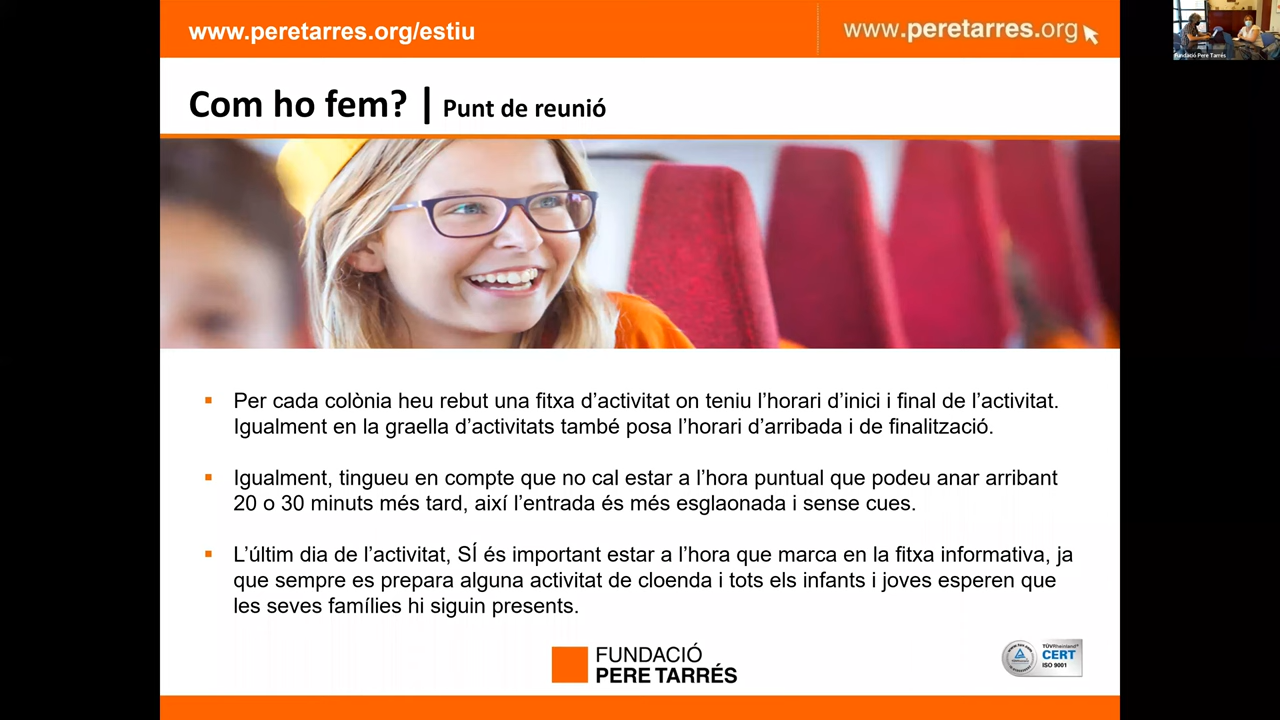 www.peretarres.org/estiu
www.peretarres.org
Fundació Pere Tarrés
Com ho fem? | Punt de reunió
Per cada colònia heu rebut una fitxa d’activitat on teniu l’horari d’inici i final de l’activitat.
Igualment en la graella d’activitats també posa l’horari d’arribada i de finalització.
Igualment, tingueu en compte que no cal estar a l’hora puntual que podeu anar arribant
20 o 30 minuts més tard, així l’entrada és més esglaonada i sense cues.
L’últim dia de l’activitat, SÍ és important estar a l’hora que marca en la fitxa informativa, ja
que sempre es prepara alguna activitat de cloenda i tots els infants i joves esperen que
les seves famílies hi siguin presents.
FUNDACIÓ
PERE TARRÉS
TÜVRheinland
CERT
ISO 9001